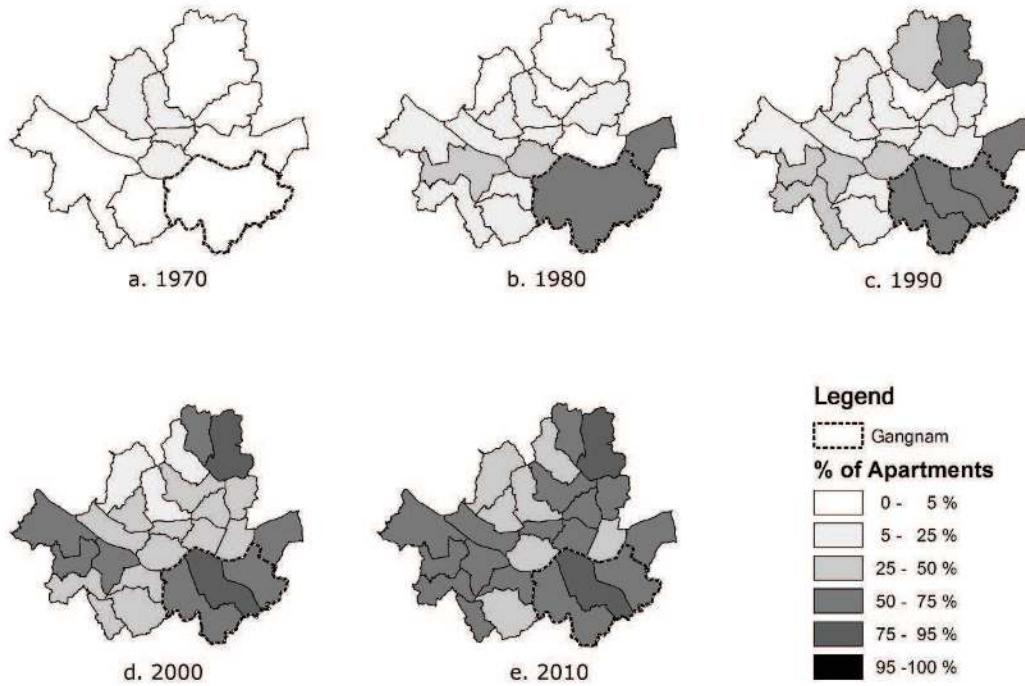 a. 1970
b. 1980
c. 1990
d. 2000
e. 2010
Legend
Gangnam
% of Apartments
0 - 5 %
5 - 25 %
25 - 50 %
50 - 75 %
75 - 95 %
95 -100 %